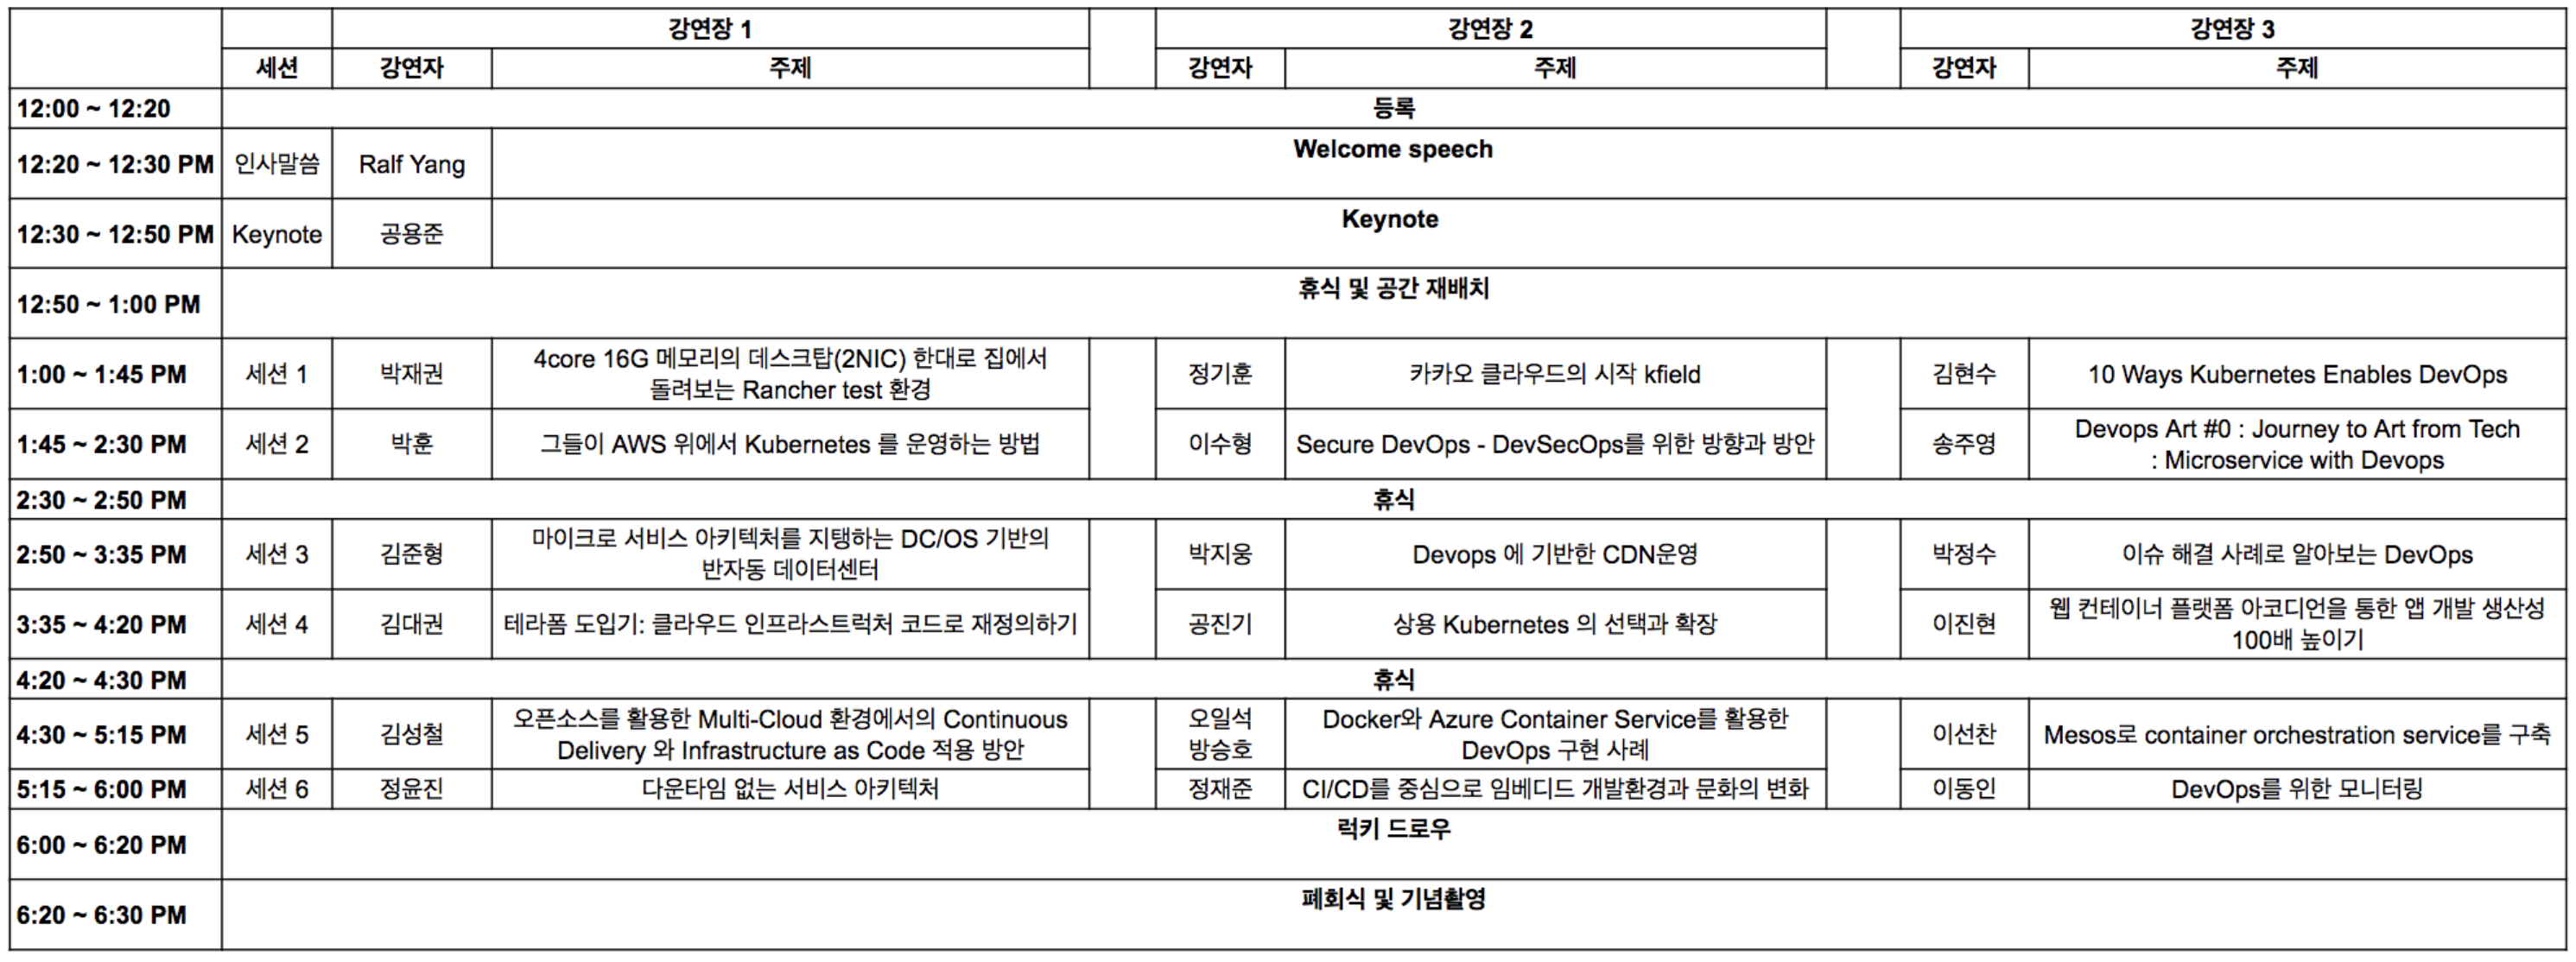 강연장 1 강연장 2 강연장 3
세션 강연자 주제 강연자 주제 강연자 주제
12:00 ~ 12:20 등록
12:20 ~ 12:30 PM 인사말씀 Ralf Yang Welcome speech
12:30 ~ 12:50 PM Keynote 공용준 Keynote
12:50 ~ 1:00 PM 휴식 및 공간 재배치
1:00 ~ 1:45 PM 세션 1 박재권
4core 16G 메모리의 데스크탑(2NIC) 한대로 집에서
돌려보는 Rancher test 환경
정기훈 카카오 클라우드의 시작 kfield
김현수 10 Ways Kubernetes Enables DevOps
1:45 ~ 2:30 PM 세션 2 박훈 그들이 AWS 위에서 Kubernetes 를 운영하는 방법
이수형 Secure DevOps - DevSecOps를 위한 방향과 방안
송주영
Devops Art #0 : Journey to Art from Tech
: Microservice with Devops
2:30 ~ 2:50 PM 휴식
2:50 ~ 3:35 PM 세션 3 김준형
마이크로 서비스 아키텍처를 지탱하는 DC/OS 기반의
반자동 데이터센터
박지웅 Devops 에 기반한 CDN운영
박정수 이슈 해결 사례로 알아보는 DevOps
3:35 ~ 4:20 PM 세션 4 김대권 테라폼 도입기: 클라우드 인프라스트럭처 코드로 재정의하기
공진기 상용 Kubernetes 의 선택과 확장
이진현
웹 컨테이너 플랫폼 아코디언을 통한 앱 개발 생산성
100배 높이기
4:20 ~ 4:30 PM 휴식
4:30 ~ 5:15 PM 세션 5 김성철
오픈소스를 활용한 Multi-Cloud 환경에서의 Continuous
Delivery 와 Infrastructure as Code 적용 방안
오일석
방승호
Docker와 Azure Container Service를 활용한
DevOps 구현 사례
이선찬 Mesos로 container orchestration service를 구축
5:15 ~ 6:00 PM 세션 6 정윤진 다운타임 없는 서비스 아키텍처
정재준 CI/CD를 중심으로 임베디드 개발환경과 문화의 변화
이동인 DevOps를 위한 모니터링
6:00 ~ 6:20 PM 럭키 드로우
6:20 ~ 6:30 PM 폐회식 및 기념촬영